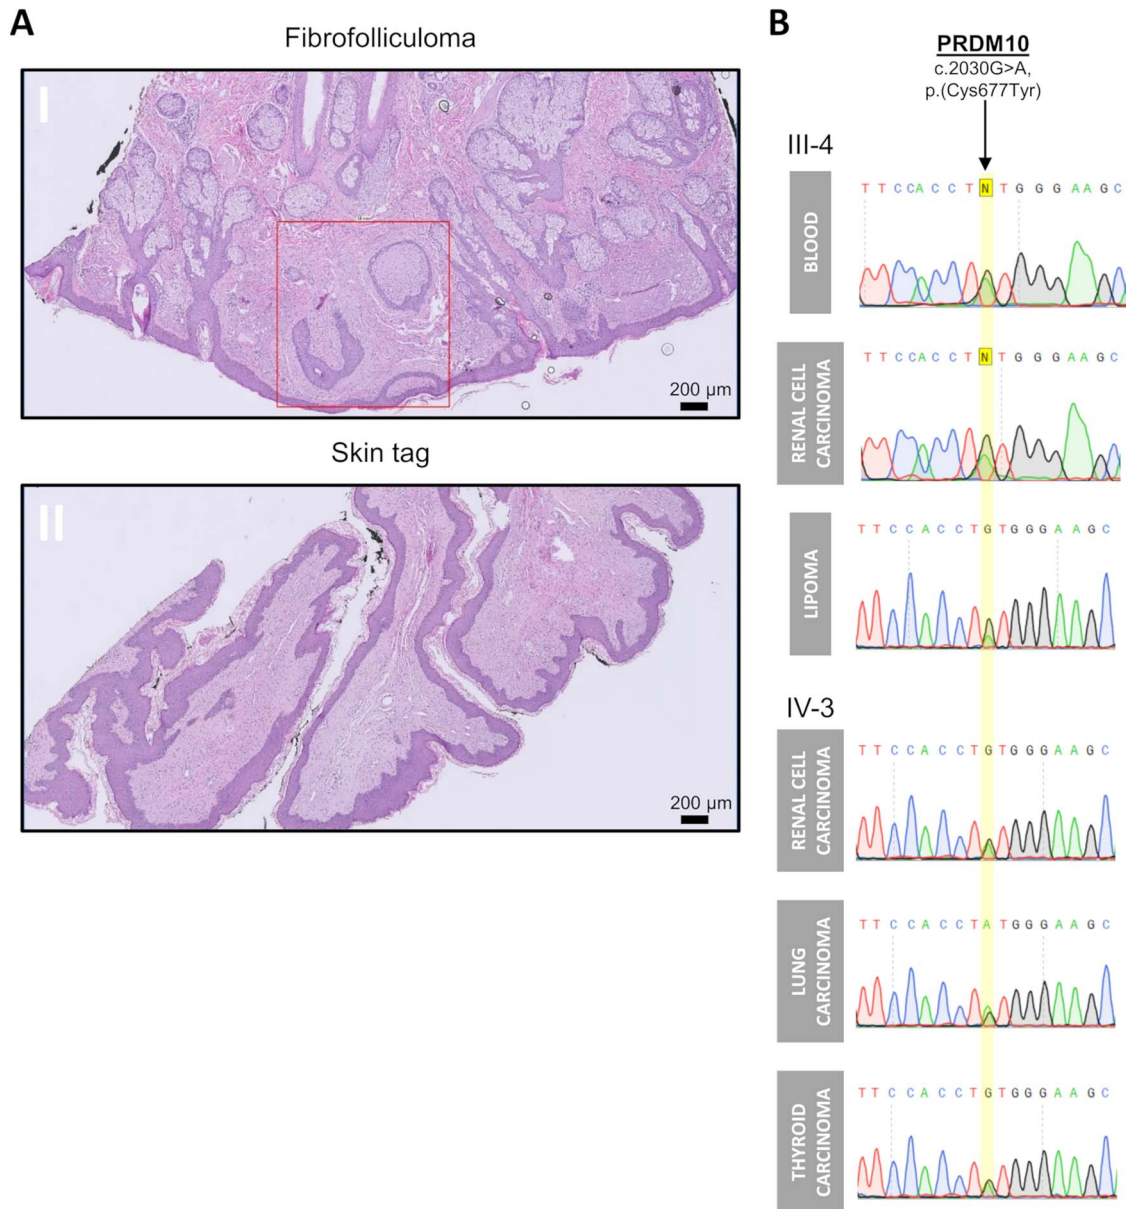 A
Fibrofolliculoma
I
200 µm
Skin tag
II
200 µm
B
PRDM10
c.2030G>A,
p.(Cys677Tyr)
III-4
BLOOD
T T C C A C C T N T G G G A A G C
RENAL CELL
CARCINOMA
T T C C A C C T N T G G G A A G C
LIPOMA
T T C C A C C T G T G G G A A G C
IV-3
RENAL CELL
CARCINOMA
T T C C A C C T G T G G G A A G C
LUNG
CARCINOMA
T T C C A C C T A T G G G A A G C
THYROID
CARCINOMA
T T C C A C C T G T G G G A A G C